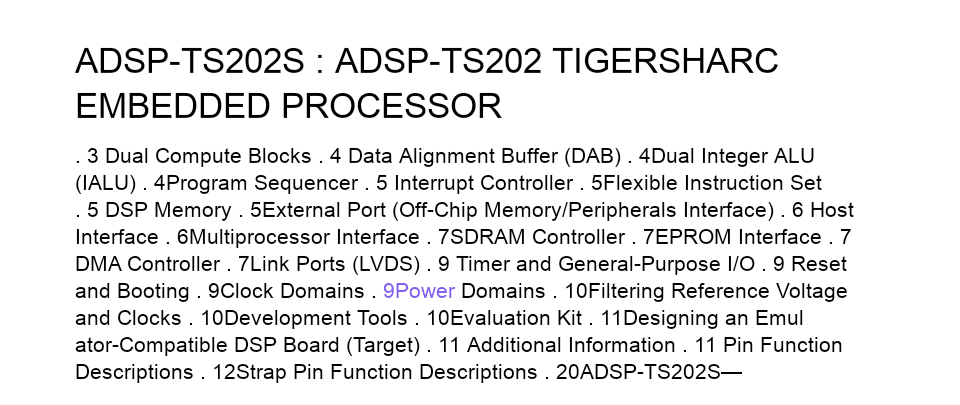 ADSP-TS202S : ADSP-TS202 TIGERSHARC
EMBEDDED PROCESSOR
. 3 Dual Compute Blocks . 4 Data Alignment Buffer (DAB) . 4Dual Integer ALU
(IALU) . 4Program Sequencer . 5 Interrupt Controller . 5Flexible Instruction Set
. 5 DSP Memory . 5External Port (Off-Chip Memory/Peripherals Interface) . 6 Host
Interface . 6Multiprocessor Interface . 7SDRAM Controller . 7EPROM Interface . 7
DMA Controller . 7Link Ports (LVDS) . 9 Timer and General-Purpose I/O . 9 Reset
and Booting . 9Clock Domains . 9Power Domains . 10Filtering Reference Voltage
and Clocks . 10Development Tools . 10Evaluation Kit . 11Designing an Emul
ator-Compatible DSP Board (Target) . 11 Additional Information . 11 Pin Function
Descriptions . 12Strap Pin Function Descriptions . 20ADSP-TS202S—